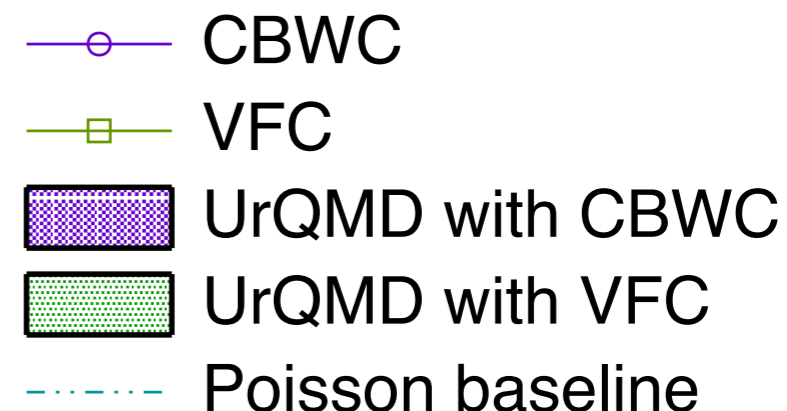 CBWC
VFC
UrQMD with CBWC
UrQMD with VFC
Poisson baseline